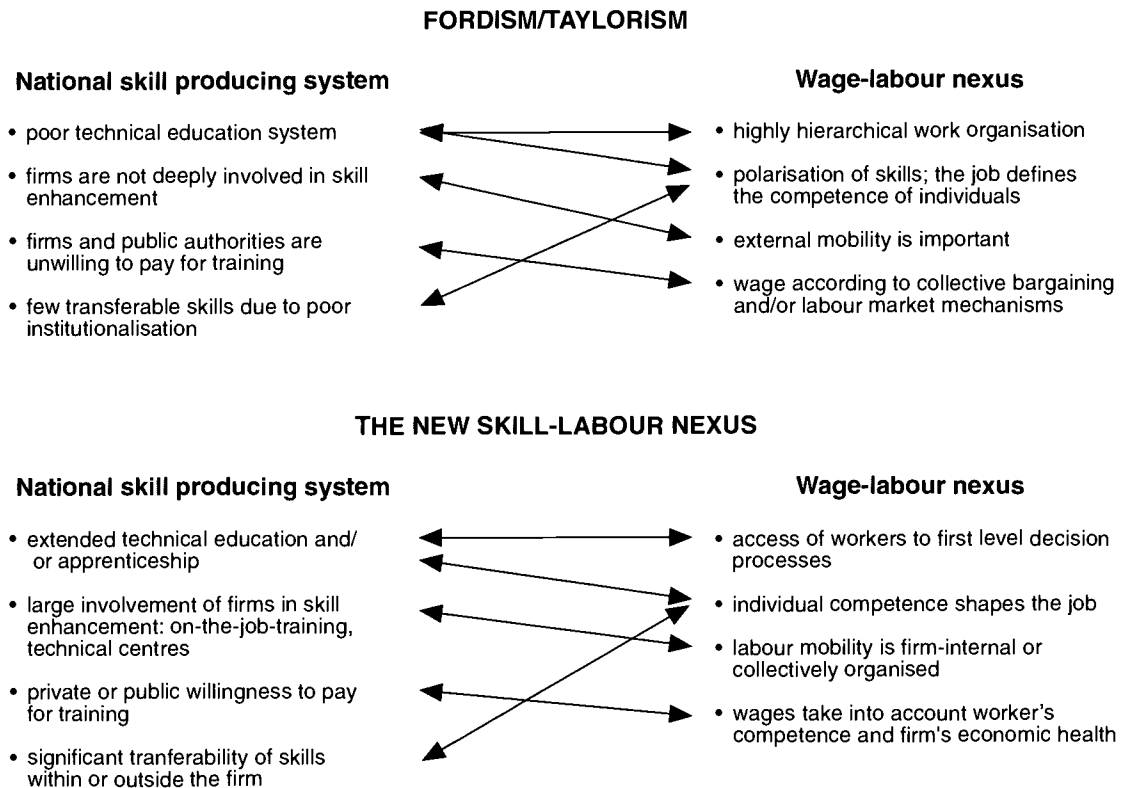 FORDISM/TAYLORISM
National skill producing system
• poor technical education system
• firms are not deeply involved in skill
enhancement
• firms and public authorities are
unwilling to pay for training
• few transferable skills due to poor
institutionalisation
Wage-labour nexus
• highly hierarchical work organisation
• polarisation of skills; the job defines
the competence of individuals
• external mobility is important
• wage according to collective bargaining
and/or labour market mechanisms
THE NEW SKILL-LABOUR NEXUS
National skill producing system
• extended technical education and/
or apprenticeship
• large involvement of firms in skill
enhancement: on-the-job-training,
technical centres
• private or public willingness to pay
for training
• significant tranferability of skills
within or outside the firm
Wage-labour nexus
• access of workers to first level decision
processes
• individual competence shapes the job
• labour mobility is firm-internal or
collectively organised
• wages take into account worker's
competence and firm's economic health